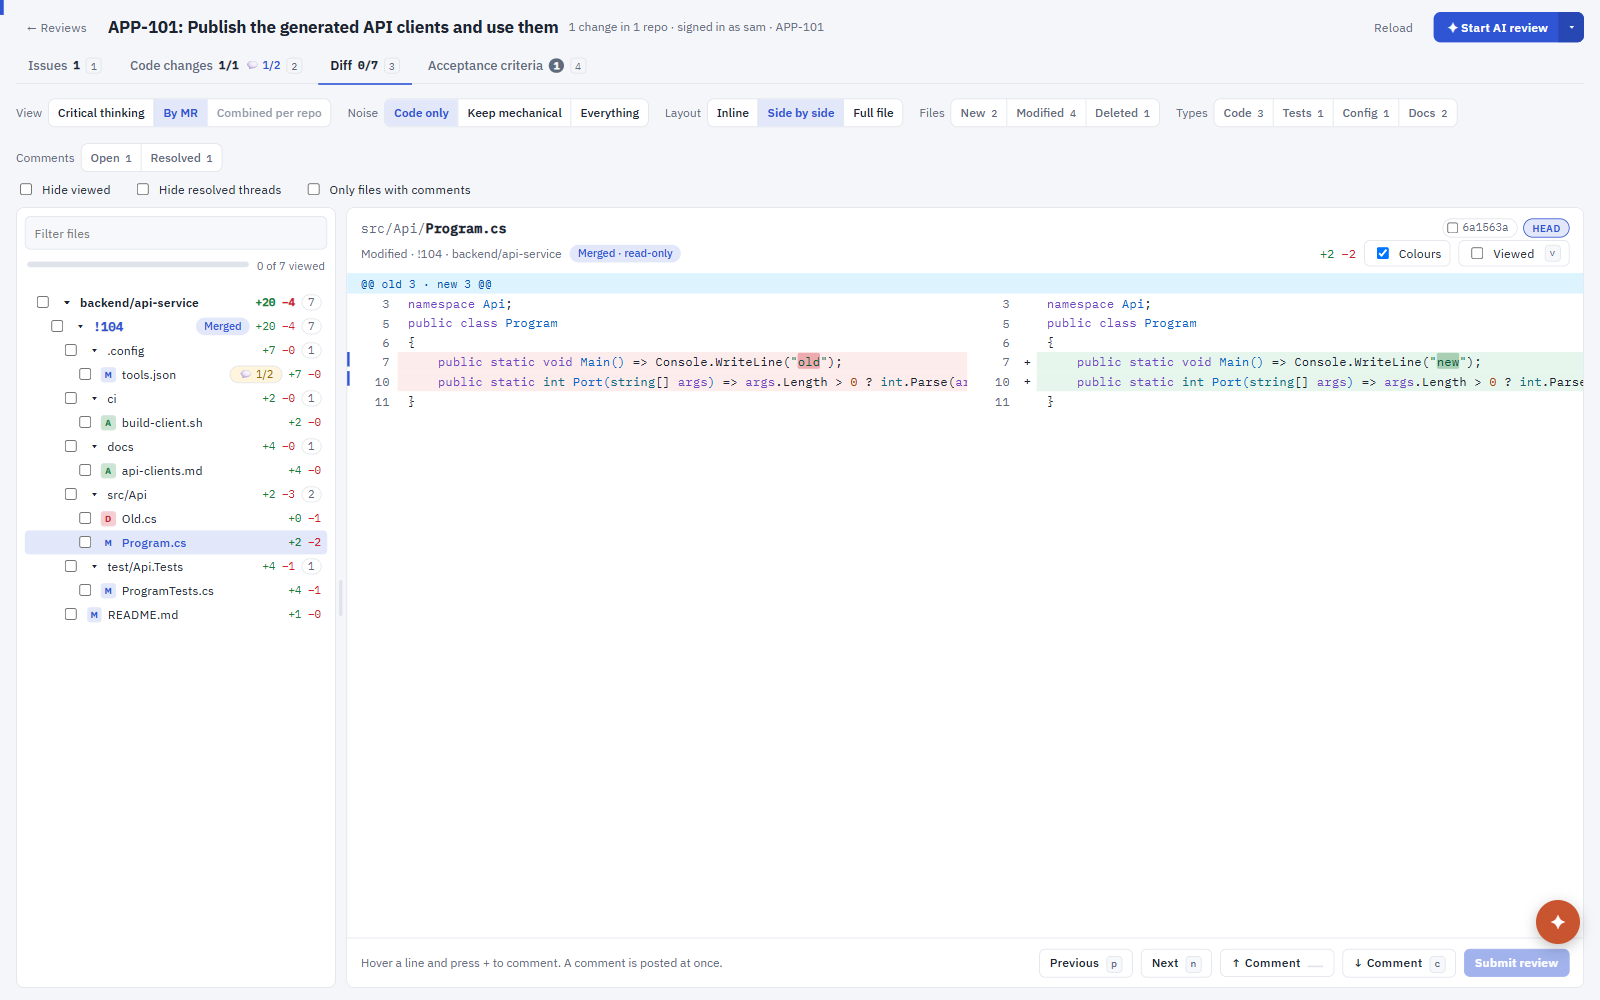 ← Reviews APP-101: Publish the generated API clients and use them 1 change in 1 repo · signed in as sam · APP-101 Reload ✦ Start AI review
Issues 1 1 Code changes 1/1 1/2 2 Diff 0/7 3 Acceptance criteria 1 4
View Critical thinking By MR Combined per repo Noise Code only Keep mechanical Everything Layout Inline Side by side Full file Files New 2 Modified 4 Deleted 1 Types Code 3 Tests 1 Config 1 Docs 2
Comments Open 1 Resolved 1
Hide viewed Hide resolved threads Only files with comments
Filter files
0 of 7 viewed
backend/api-service +20 −4 7
!104 Merged +20 −4 7
.config +7 −0 1
M tools.json 1/2 +7 −0
ci +2 −0 1
A build-client.sh +2 −0
docs +4 −0 1
A api-clients.md +4 −0
src/Api +2 −3 2
D Old.cs +0 −1
M Program.cs +2 −2
test/Api.Tests +4 −1 1
M ProgramTests.cs +4 −1
M README.md +1 −0
src/Api/Program.cs 6a1563a HEAD
Modified · !104 · backend/api-service Merged · read-only +2 −2 Colours Viewed v
@@ old 3 · new 3 @@
3 namespace Api; 3 namespace Api;
5 public class Program 5 public class Program
6 { 6 {
7 public static void Main() => Console.WriteLine("old"); 7 + public static void Main() => Console.WriteLine("new");
10 public static int Port(string[] args) => args.Length > 0 ? int.Parse(ar 10 + public static int Port(string[] args) => args.Length > 0 ? int.Parse
11 } 11 }
Hover a line and press + to comment. A comment is posted at once. Previous p Next n ↑ Comment ↓ Comment c Submit review